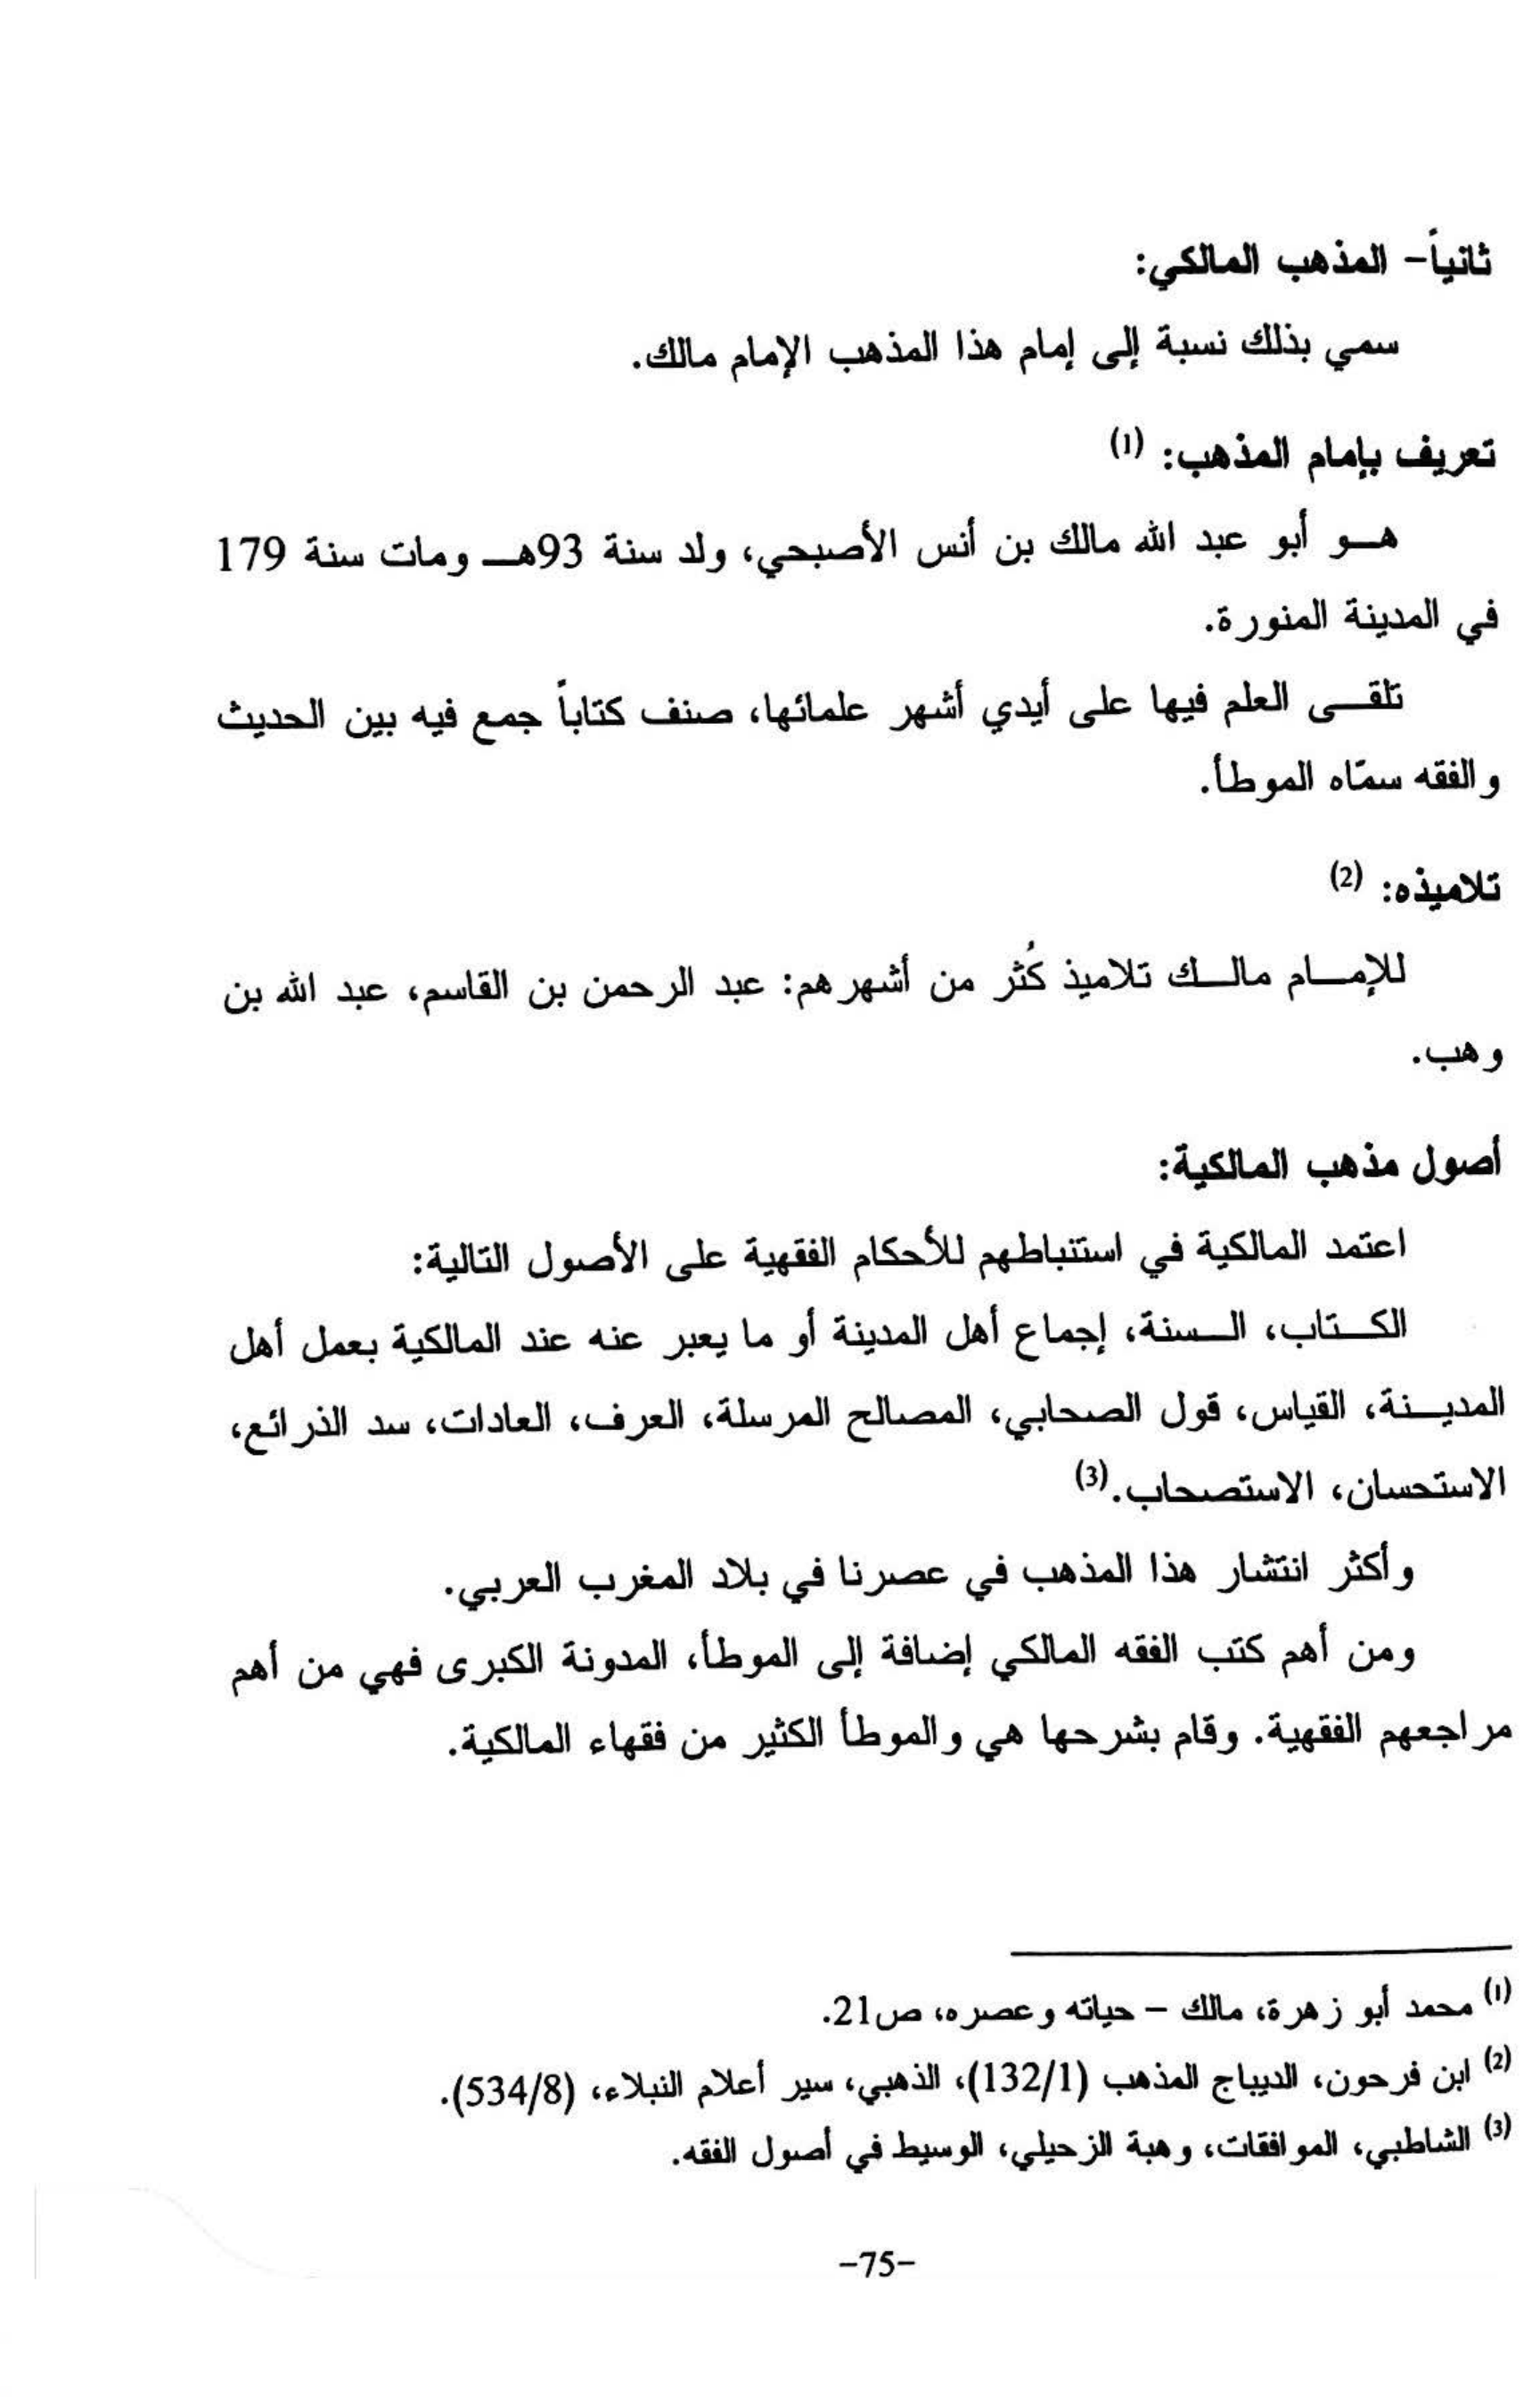 ثانياً- المذهب المالكي:
سمي بذلك نسبة إلى إمام هذا المذهب الإمام مالك.
تعريف بإمام المذهب: (1)
هـو أبو عبد الله مالك بن أنس الأصبحي، ولد سنة 93هـ ومات سنة 179
في المدينة المنورة.
تلقـى العلم فيها على أيدي أشهر علمائها، صنف كتاباً جمع فيه بين الحديث
والفقه سمّاه الموطأ.
تلاميذه: (2)
للإمـام مالـك تلاميذ كُثر من أشهرهم: عبد الرحمن بن القاسم، عبد الله بن
وهب.
أصول مذهب المالكية:
اعتمد المالكية في استنباطهم للأحكام الفقهية على الأصول التالية:
الكـتاب، الـسنة، إجماع أهل المدينة أو ما يعبر عنه عند المالكية بعمل أهل
المديـنة، القياس، قول الصحابي، المصالح المرسلة، العرف، العادات، سد الذرائع،
الاستحسان، الاستصحاب.(3)
وأكثر انتشار هذا المذهب في عصرنا في بلاد المغرب العربي.
ومن أهم كتب الفقه المالكي إضافة إلى الموطأ، المدونة الكبرى فهي من أهم
مراجعهم الفقهية. وقام بشرحها هي والموطأ الكثير من فقهاء المالكية.
(1) محمد أبو زهرة، مالك – حياته وعصره، ص21.
(2) ابن فرحون، الديباج المذهب (132/1)، الذهبي، سير أعلام النبلاء، (534/8).
(3) الشاطبي، الموافقات، وهبة الزحيلي، الوسيط في أصول الفقه.
-75-